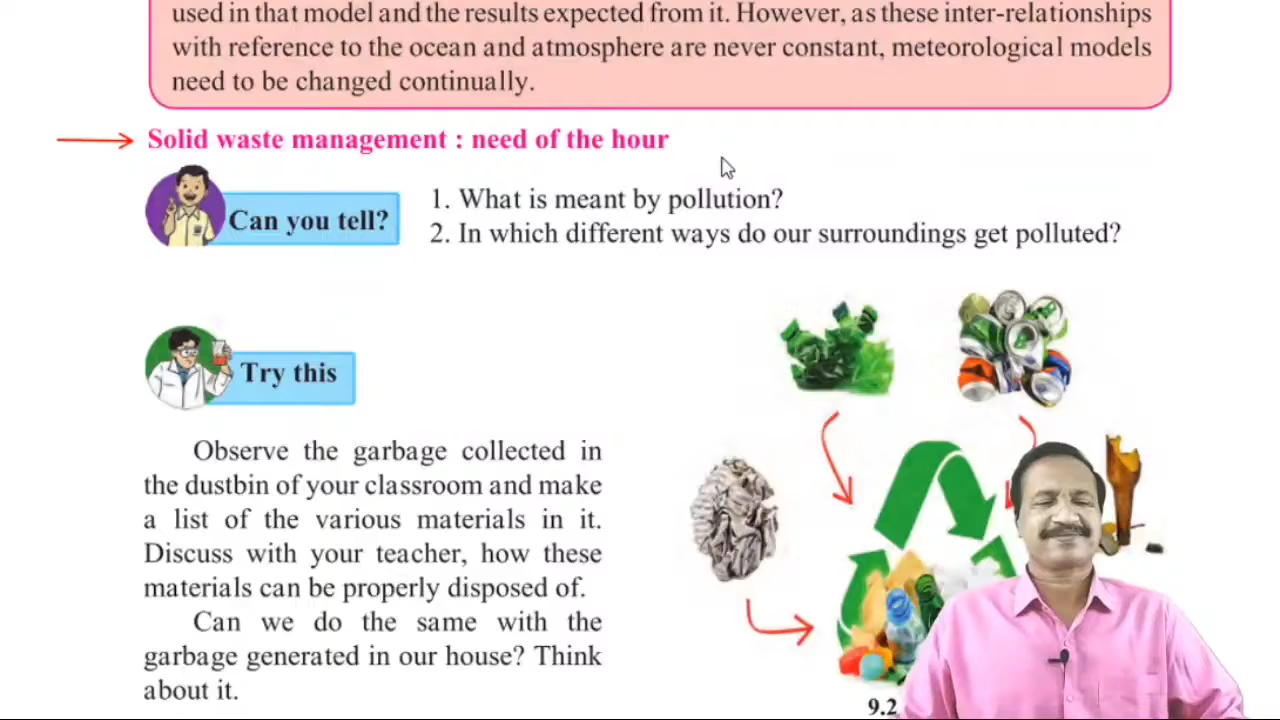 used in that model and the results expected from it. However, as these inter-relationships
with reference to the ocean and atmosphere are never constant, meteorological models
need to be changed continually.
Solid waste management : need of the hour
Can you tell?
1. What is meant by pollution?
2. In which different ways do our surroundings get polluted?
Try this
Observe the garbage collected in
the dustbin of your classroom and make
a list of the various materials in it.
Discuss with your teacher, how these
materials can be properly disposed of.
Can we do the same with the
garbage generated in our house? Think
about it.
9.2